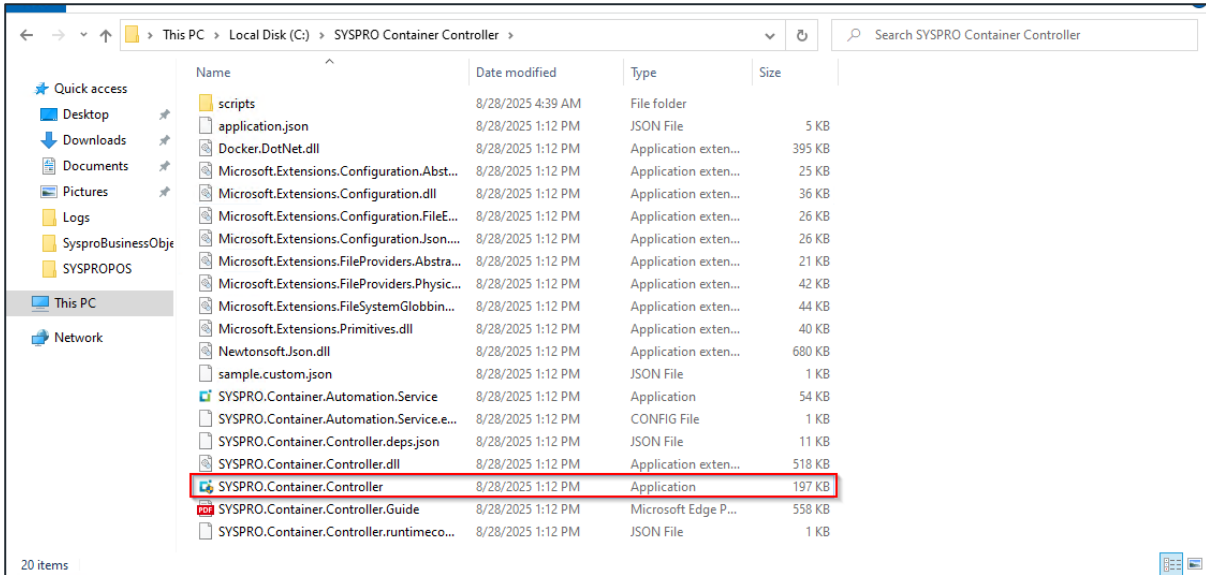 This PC > Local Disk (C:) > SYSPRO Container Controller >
Search SYSPRO Container Controller
Quick access
Desktop
Downloads
Documents
Pictures
Logs
SysproBusinessObje
SYSPROPOS
This PC
Network
Name Date modified Type Size
scripts 8/28/2025 4:39 AM File folder
application.json 8/28/2025 1:12 PM JSON File 5 KB
Docker.DotNet.dll 8/28/2025 1:12 PM Application exten... 395 KB
Microsoft.Extensions.Configuration.Abst... 8/28/2025 1:12 PM Application exten... 25 KB
Microsoft.Extensions.Configuration.dll 8/28/2025 1:12 PM Application exten... 36 KB
Microsoft.Extensions.Configuration.FileE... 8/28/2025 1:12 PM Application exten... 26 KB
Microsoft.Extensions.Configuration.Json.... 8/28/2025 1:12 PM Application exten... 26 KB
Microsoft.Extensions.FileProviders.Abstra... 8/28/2025 1:12 PM Application exten... 21 KB
Microsoft.Extensions.FileProviders.Physic... 8/28/2025 1:12 PM Application exten... 42 KB
Microsoft.Extensions.FileSystemGlobbin... 8/28/2025 1:12 PM Application exten... 44 KB
Microsoft.Extensions.Primitives.dll 8/28/2025 1:12 PM Application exten... 40 KB
Newtonsoft.Json.dll 8/28/2025 1:12 PM Application exten... 680 KB
sample.custom.json 8/28/2025 1:12 PM JSON File 1 KB
SYSPRO.Container.Automation.Service 8/28/2025 1:12 PM Application 54 KB
SYSPRO.Container.Automation.Service.e... 8/28/2025 1:12 PM CONFIG File 1 KB
SYSPRO.Container.Controller.deps.json 8/28/2025 1:12 PM JSON File 11 KB
SYSPRO.Container.Controller.dll 8/28/2025 1:12 PM Application exten... 518 KB
SYSPRO.Container.Controller 8/28/2025 1:12 PM Application 197 KB
PDF SYSPRO.Container.Controller.Guide 8/28/2025 1:12 PM Microsoft Edge P... 558 KB
SYSPRO.Container.Controller.runtimeco... 8/28/2025 1:12 PM JSON File 1 KB
20 items